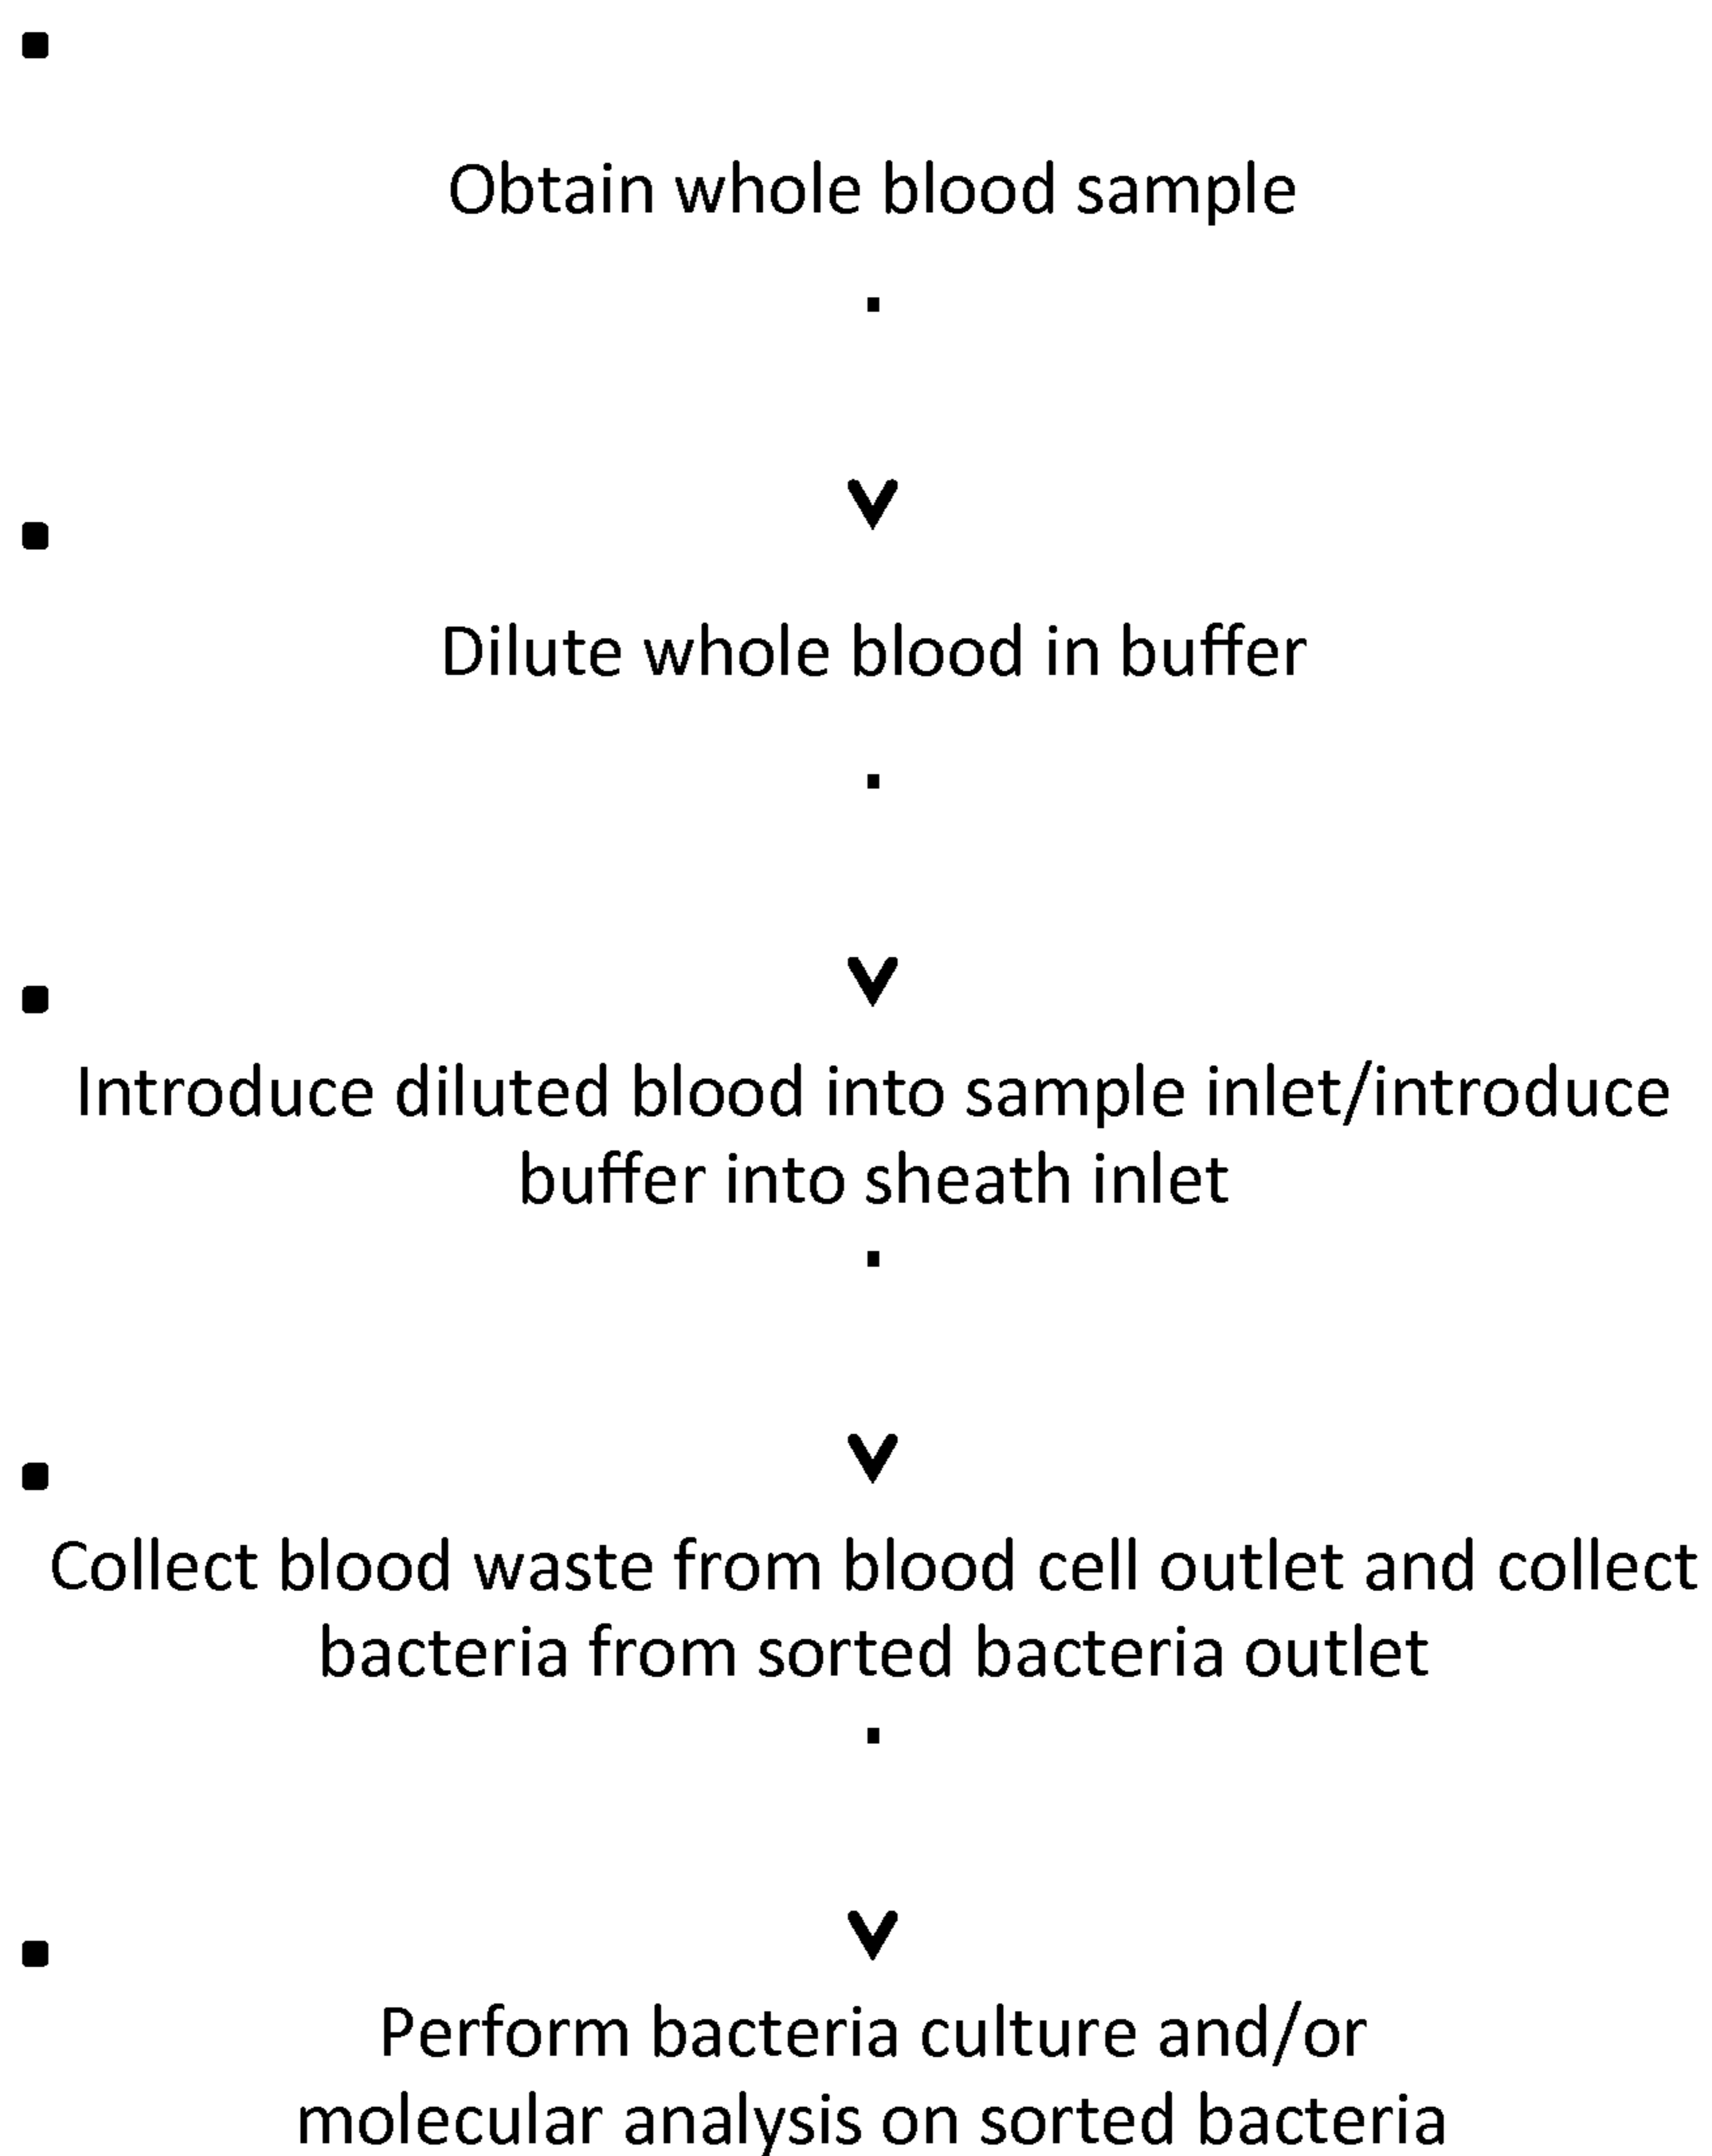 Obtain whole blood sample
Dilute whole blood in buffer
Introduce diluted blood into sample inlet/introduce
buffer into sheath inlet
Collect blood waste from blood cell outlet and collect
bacteria from sorted bacteria outlet
Perform bacteria culture and/or
molecular analysis on sorted bacteria